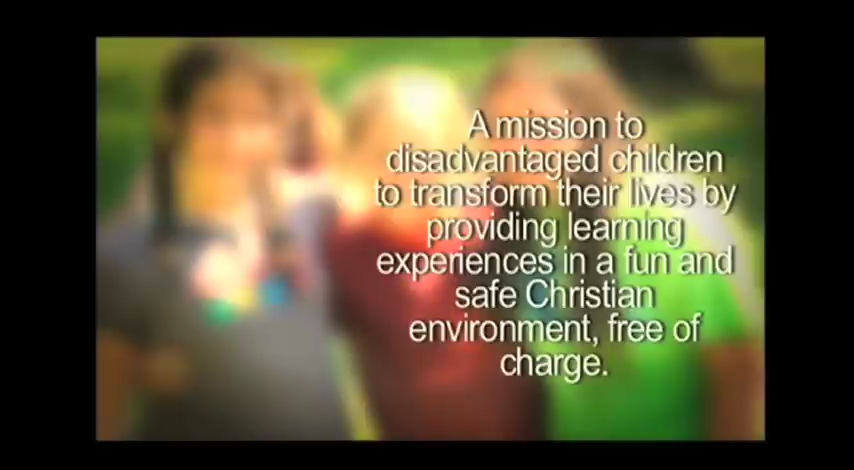 A mission to
disadvantaged children
to transform their lives by
providing learning
experiences in a fun and
safe Christian
environment, free of
charge.